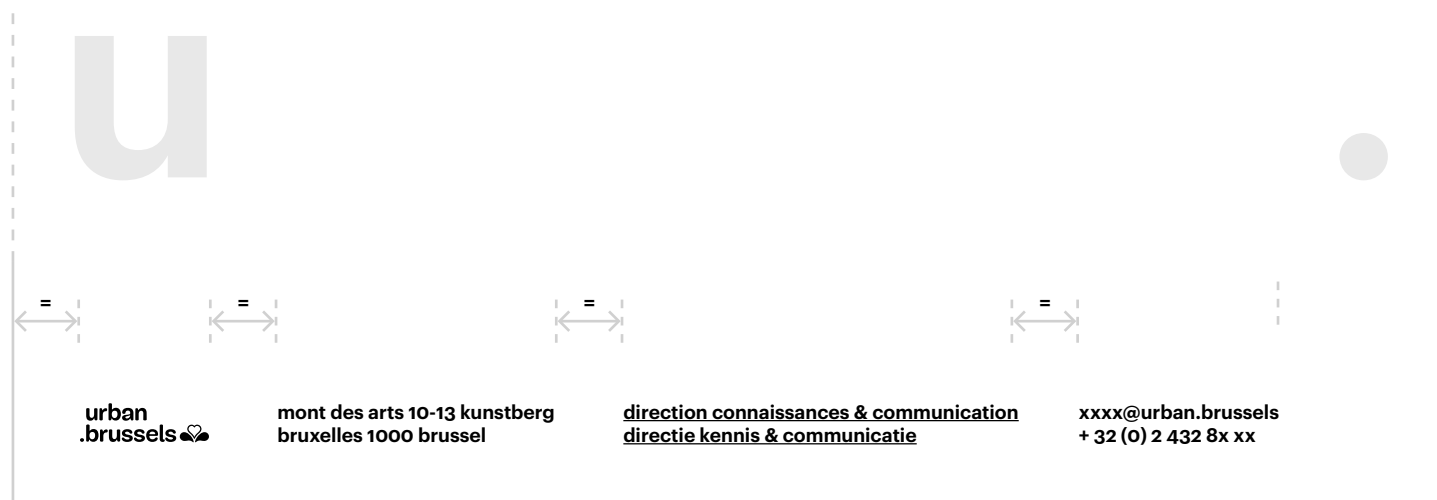 u.
= = = =
urban
.brussels
mont des arts 10-13 kunstberg
bruxelles 1000 brussel
direction connaissances & communication
directie kennis & communicatie
xxxx@urban.brussels
+ 32 (0) 2 432 8x xx